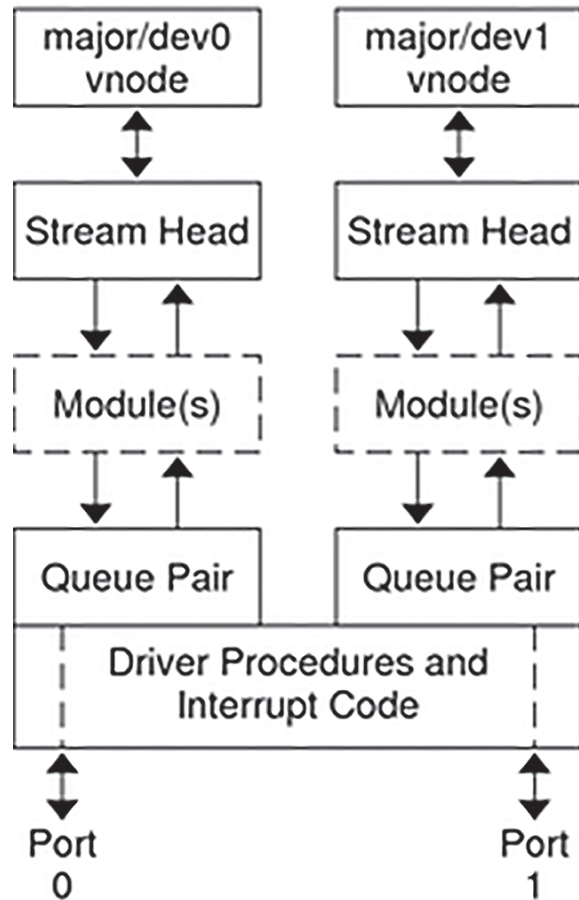 major/dev0
vnode
major/dev1
vnode
Stream Head
Stream Head
Module(s)
Module(s)
Queue Pair
Queue Pair
Driver Procedures and
Interrupt Code
Port
0
Port
1